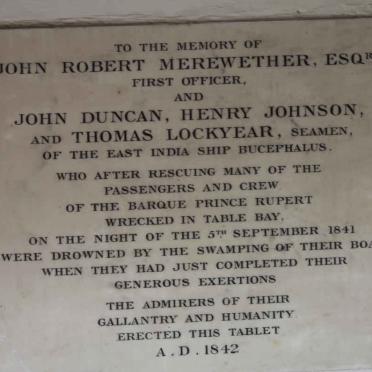 TO THE MEMORY OF
JOHN ROBERT MEREWETHER, ESQR
FIRST OFFICER,
AND
JOHN DUNCAN, HENRY JOHNSON,
AND THOMAS LOCKYEAR, SEAMEN,
OF THE EAST INDIA SHIP BUCEPHALUS.
WHO AFTER RESCUING MANY OF THE
PASSENGERS AND CREW
OF THE BARQUE PRINCE RUPERT
WRECKED IN TABLE BAY,
ON THE NIGHT OF THE 5TH SEPTEMBER 1841
WERE DROWNED BY THE SWAMPING OF THEIR BOA
WHEN THEY HAD JUST COMPLETED THEIR
GENEROUS EXERTIONS
THE ADMIRERS OF THEIR
GALLANTRY AND HUMANITY
ERECTED THIS TABLET
A.D. 1842